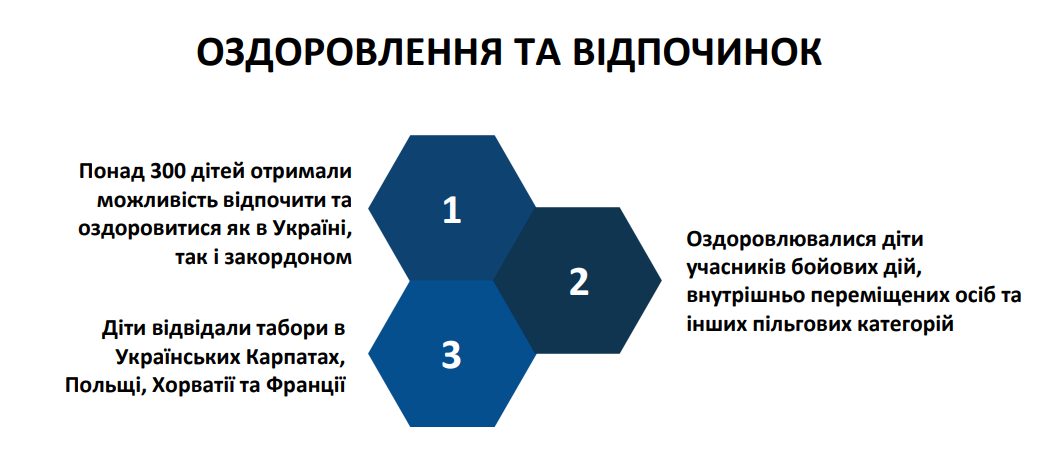 ОЗДОРОВЛЕННЯ ТА ВІДПОЧИНОК
Понад 300 дітей отримали
можливість відпочити та
оздоровитися як в Україні,
так і закордоном
1
2
Оздоровлювалися діти
учасників бойових дій,
внутрішньо переміщених осіб та
інших пільгових категорій
Діти відвідали табори в
Українських Карпатах,
Польщі, Хорватії та Франції
3